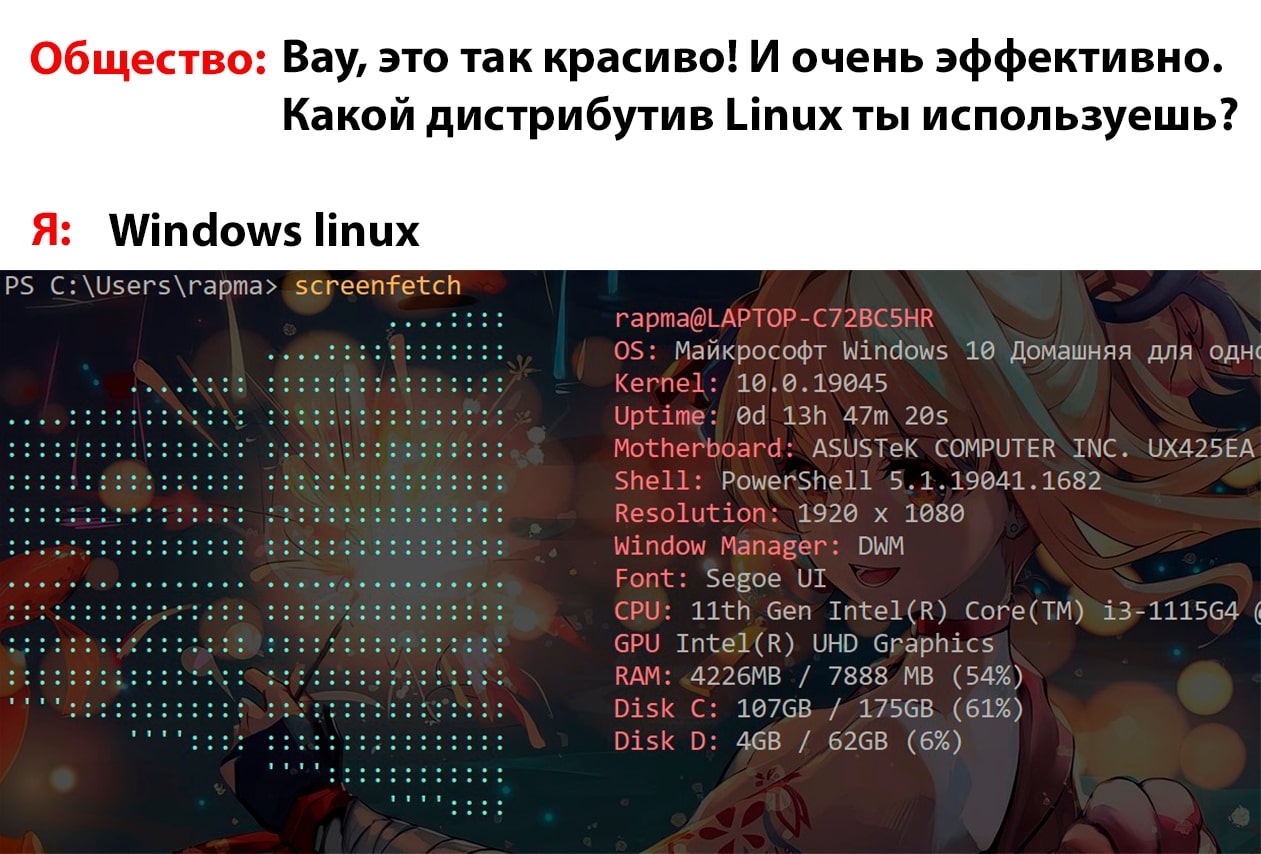 Общество: Вау, это так красиво! И очень эффективно.
Какой дистрибутив Linux ты используешь?
Я: Windows linux
PS C:\Users\rapma> screenfetch
rapma@LAPTOP-C72BC5HR
OS: Майкрософт Windows 10 Домашняя для одно
Kernel: 10.0.19045
Uptime: 0d 13h 47m 20s
Motherboard: ASUSTeK COMPUTER INC. UX425EA
Shell: PowerShell 5.1.19041.1682
Resolution: 1920 x 1080
Window Manager: DWM
Font: Segoe UI
CPU: 11th Gen Intel(R) Core(TM) i3-1115G4 @
GPU Intel(R) UHD Graphics
RAM: 4226MB / 7888 MB (54%)
Disk C: 107GB / 175GB (61%)
Disk D: 4GB / 62GB (6%)